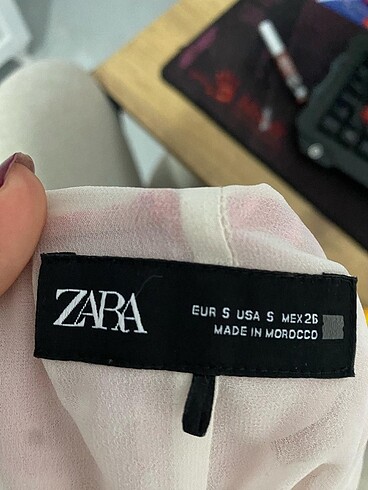 ZARA
EUR S USA S MEX 26
MADE IN MOROCCO